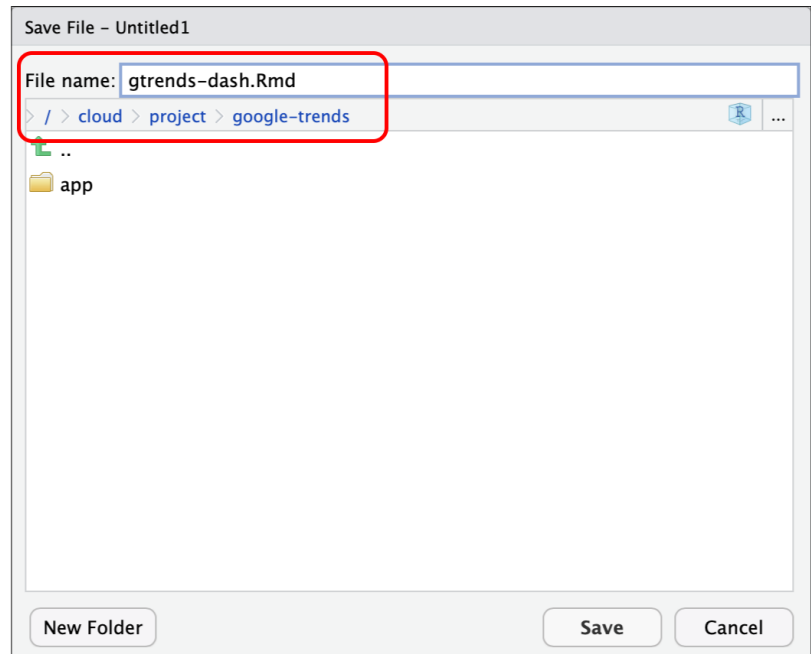 Save File – Untitled1
File name: gtrends-dash.Rmd
> / > cloud > project > google-trends R ...
..
app
New Folder Save Cancel